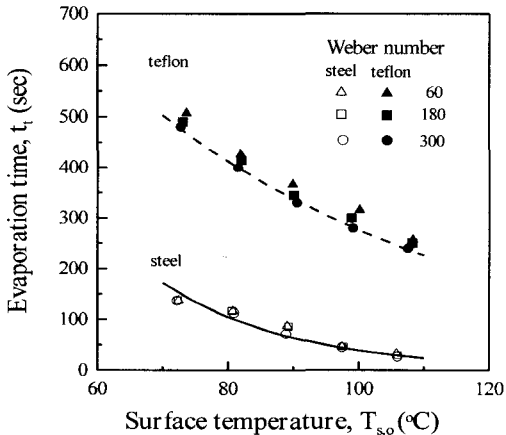 700
600
500
400
300
200
100
0
60
80
100
120
Evaporation time, t_t (sec)
Surface temperature, T_s,o (°C)
Weber number
steel teflon
△ ▲ 60
□ ■ 180
○ ● 300
teflon
steel